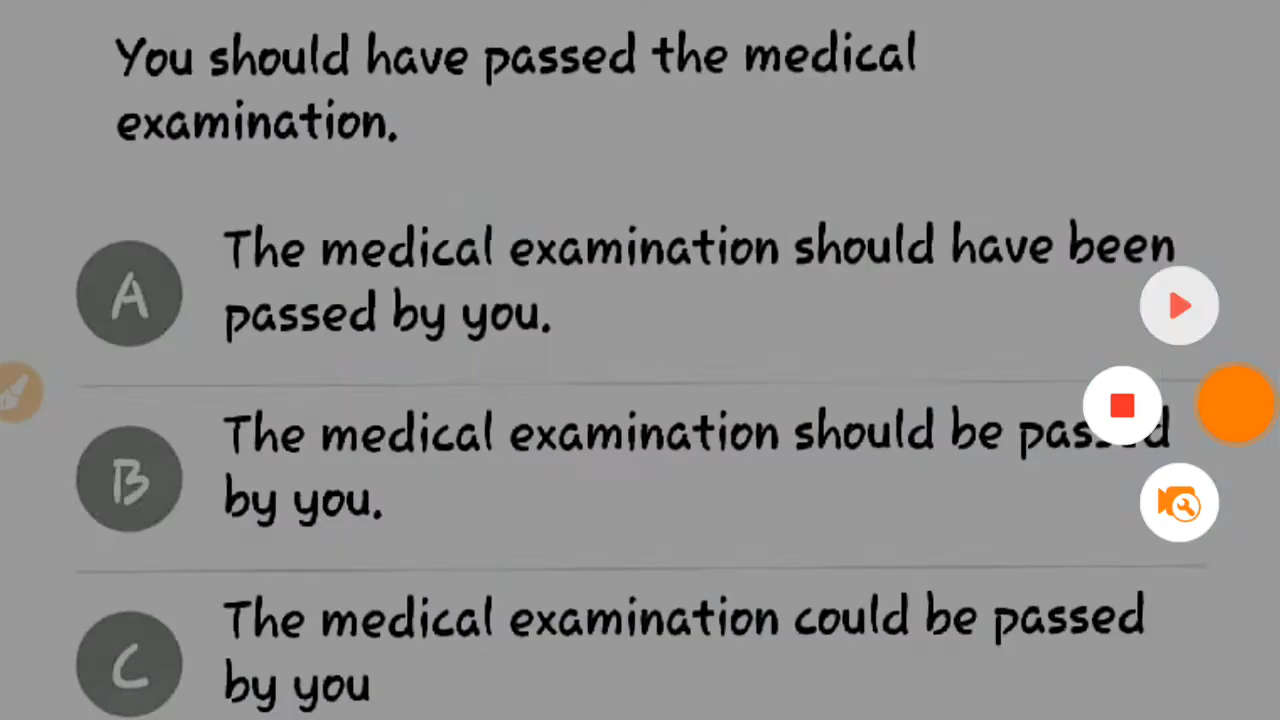 You should have passed the medical
examination.
A
The medical examination should have been
passed by you.
B
The medical examination should be passed
by you.
C
The medical examination could be passed
by you